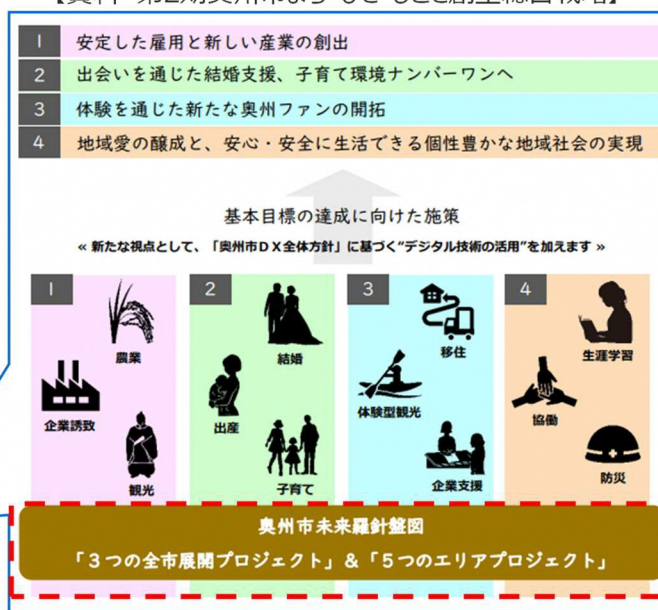 1 安定した雇用と新しい産業の創出
2 出会いを通じた結婚支援、子育て環境ナンバーワンへ
3 体験を通じた新たな奥州ファンの開拓
4 地域愛の醸成と、安心・安全に生活できる個性豊かな地域社会の実現
基本目標の達成に向けた施策
≪ 新たな視点として、「奥州市DX全体方針」に基づく“デジタル技術の活用”を加えます ≫
1
農業
企業誘致
観光
2
結婚
出産
子育て
3
移住
体験型観光
企業支援
4
生涯学習
協働
防災
奥州市未来羅針盤図
「3つの全市展開プロジェクト」&「5つのエリアプロジェクト」